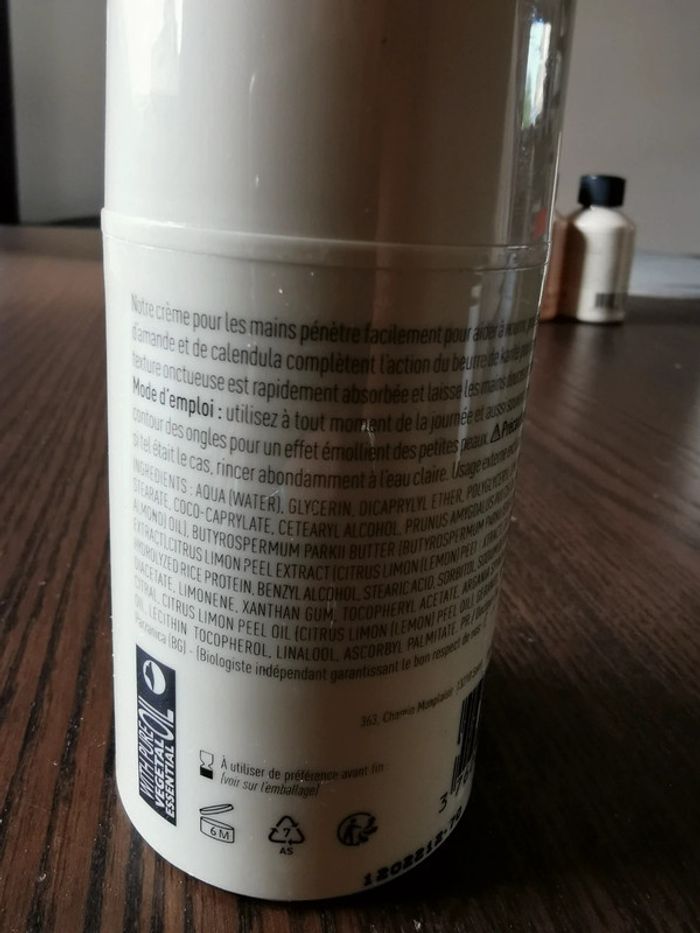 Notre crème pour les mains pénètre facilement pour aider à
d'amande et de calendula complètent l'action du beurre de karité
texture onctueuse est rapidement absorbée et laisse les mains douces
Mode d'emploi : utilisez à tout moment de la journée et aussi
contour des ongles pour un effet émollient des petites peaux.
si tel était le cas, rincer abondamment à l'eau claire. Usage externe
INGREDIENTS : AQUA (WATER), GLYCERIN, DICAPRYLYL ETHER,
STEARATE, COCO-CAPRYLATE, CETEARYL ALCOHOL, PRUNUS AMYGDALUS
ALMOND) OIL), BUTYROSPERMUM PARKII BUTTER (BUTYROSPERMUM
EXTRACT),CITRUS LIMON PEEL EXTRACT (CITRUS LIMON (LEMON) PEEL
HYDROLYZED RICE PROTEIN, BENZYL ALCOHOL, STEARIC ACID, SORBITOL,
DIACETATE, LIMONENE, XANTHAN GUM, TOCOPHERYL ACETATE, ARGANIA
CITRAL, CITRUS LIMON PEEL OIL (CITRUS LIMON (LEMON) PEEL OIL),
OIL, LECITHIN, TOCOPHEROL, LINALOOL, ASCORBYL PALMITATE.
(BG) - (Biologiste indépendant garantissant le bon respect de
363, Chemin
WITH PURE
VEGETAL
ESSENTIAL
OIL
À utiliser de préférence avant fin :
(voir sur l'emballage)
6 M
7
AS
3